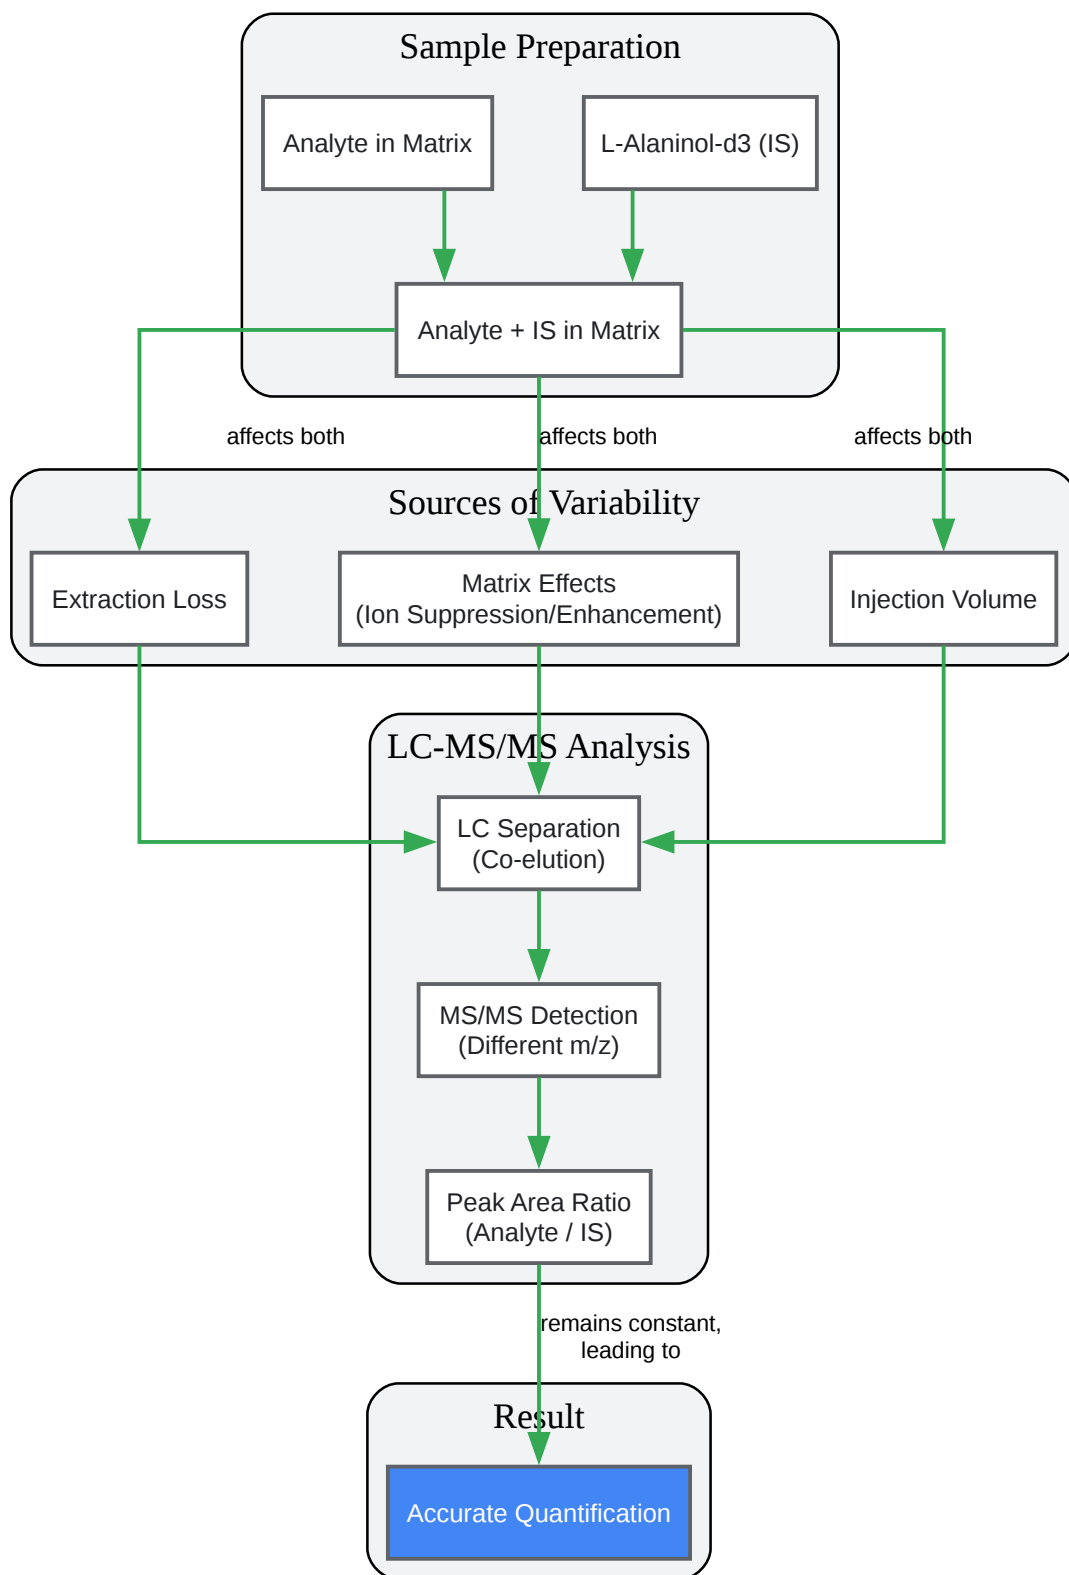 Sample Preparation
Analyte in Matrix
L-Alaninol-d3 (IS)
Analyte + IS in Matrix
affects both
affects both
affects both
Sources of Variability
Extraction Loss
Matrix Effects
(Ion Suppression/Enhancement)
Injection Volume
LC-MS/MS Analysis
LC Separation
(Co-elution)
MS/MS Detection
(Different m/z)
Peak Area Ratio
(Analyte / IS)
remains constant,
leading to
Result
Accurate Quantification